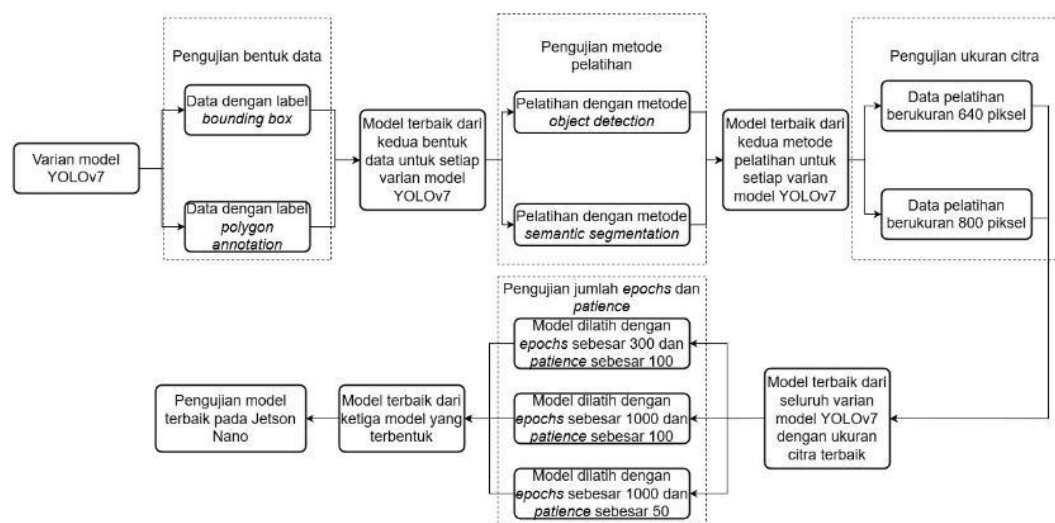 Pengujian bentuk data
Data dengan label
bounding box
Varian model
YOLOv7
Data dengan label
polygon
annotation
Model terbaik dari
kedua bentuk
data untuk setiap
varian model
YOLOv7
Pengujian metode
pelatihan
Pelatihan dengan metode
object detection
Pelatihan dengan metode
semantic segmentation
Model terbaik dari
kedua metode
pelatihan untuk
setiap varian
model YOLOv7
Pengujian ukuran citra
Data pelatihan
berukuran 640 piksel
Data pelatihan
berukuran 800 piksel
Model terbaik dari
seluruh varian
model YOLOv7
dengan ukuran
citra terbaik
Pengujian jumlah epochs dan
patience
Model dilatih dengan
epochs sebesar 300 dan
patience sebesar 100
Model dilatih dengan
epochs sebesar 1000 dan
patience sebesar 100
Model dilatih dengan
epochs sebesar 1000 dan
patience sebesar 50
Model terbaik dari
ketiga model yang
terbentuk
Pengujian model
terbaik pada Jetson
Nano